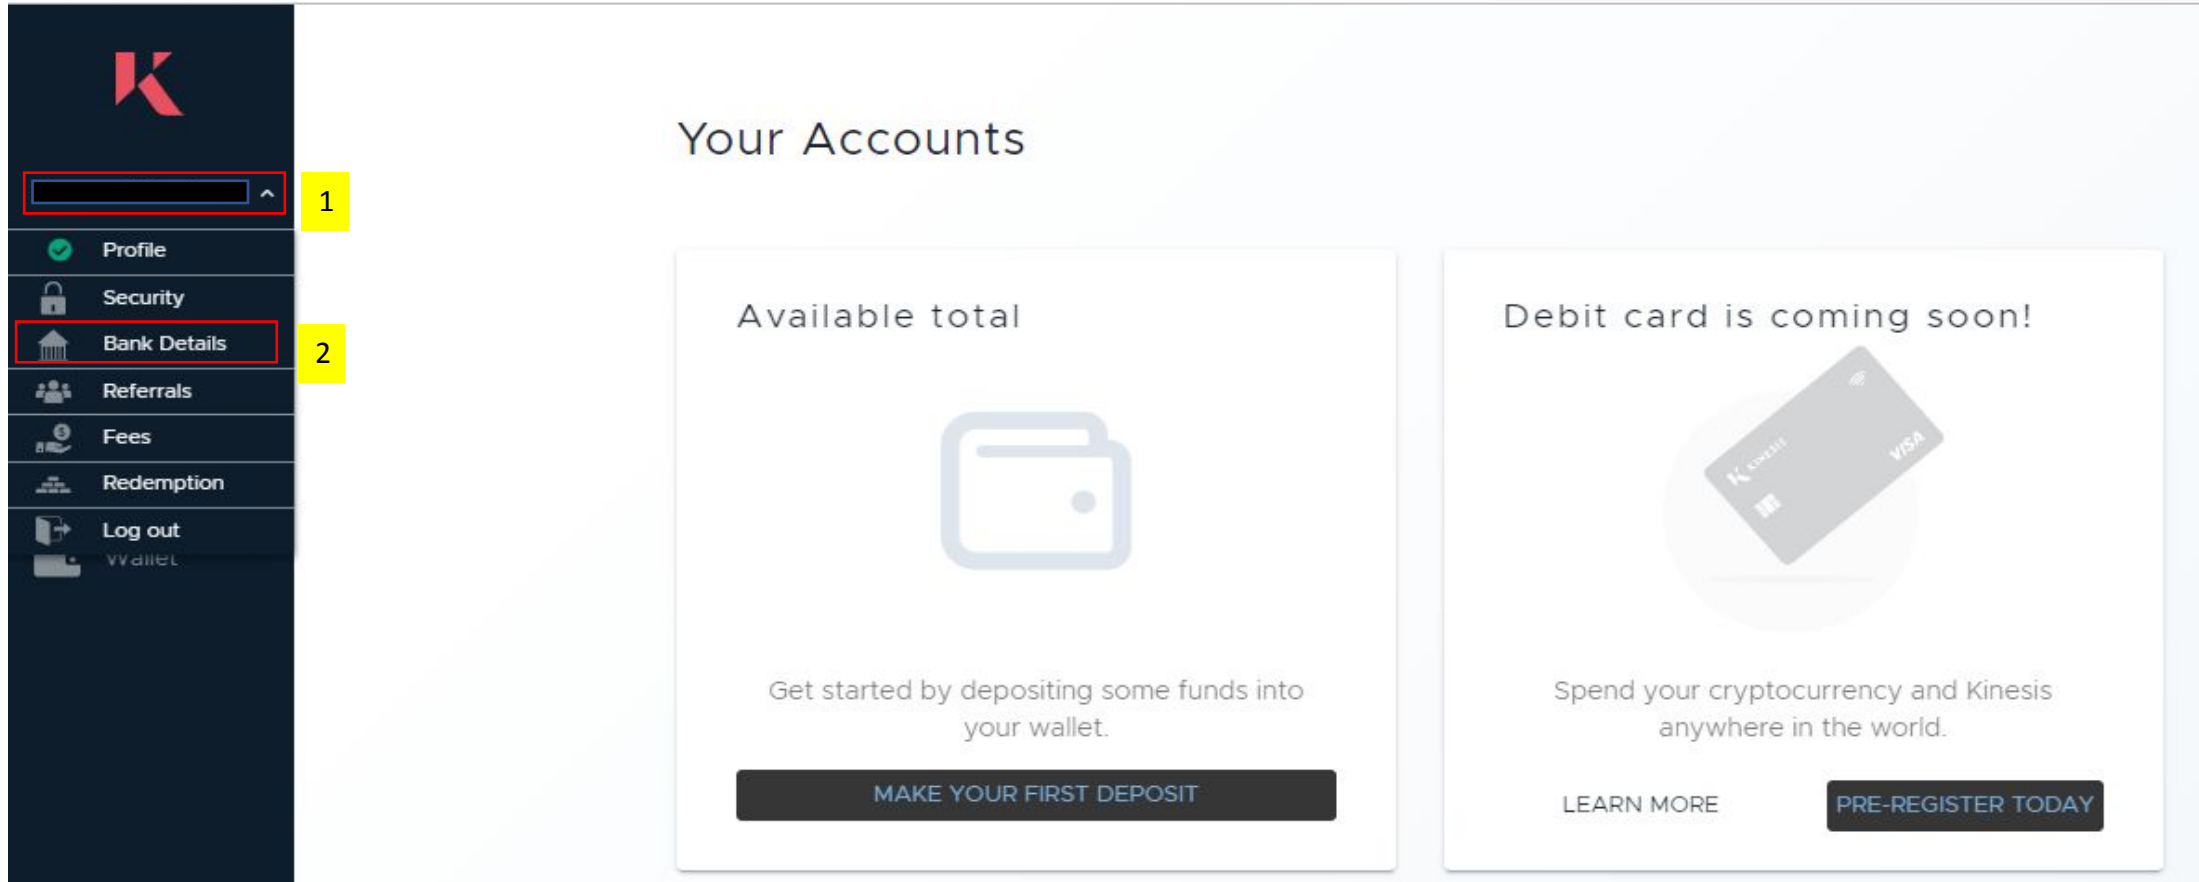 1
Profile
Security
Bank Details
2
Referrals
Fees
Redemption
Log out
Wallet
Your Accounts
Available total
Get started by depositing some funds into
your wallet.
MAKE YOUR FIRST DEPOSIT
Debit card is coming soon!
KINESIS
VISA
Spend your cryptocurrency and Kinesis
anywhere in the world.
LEARN MORE
PRE-REGISTER TODAY